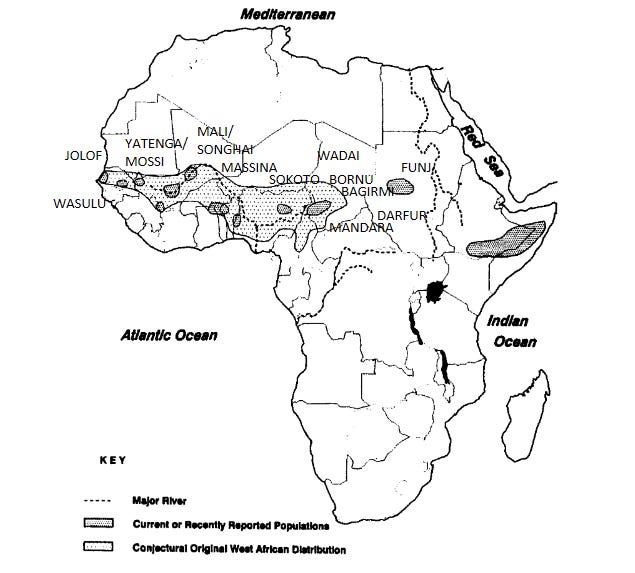 Mediterranean
Red Sea
MALI/
SONGHAI
YATENGA/
MOSSI
JOLOF
MASSINA
WADAI
FUNJ
SOKOTO
BORNU
BAGIRMI
WASULU
DARFUR
MANDARA
Atlantic Ocean
Indian
Ocean
KEY
Major River
Current or Recently Reported Populations
Conjectural Original West African Distribution